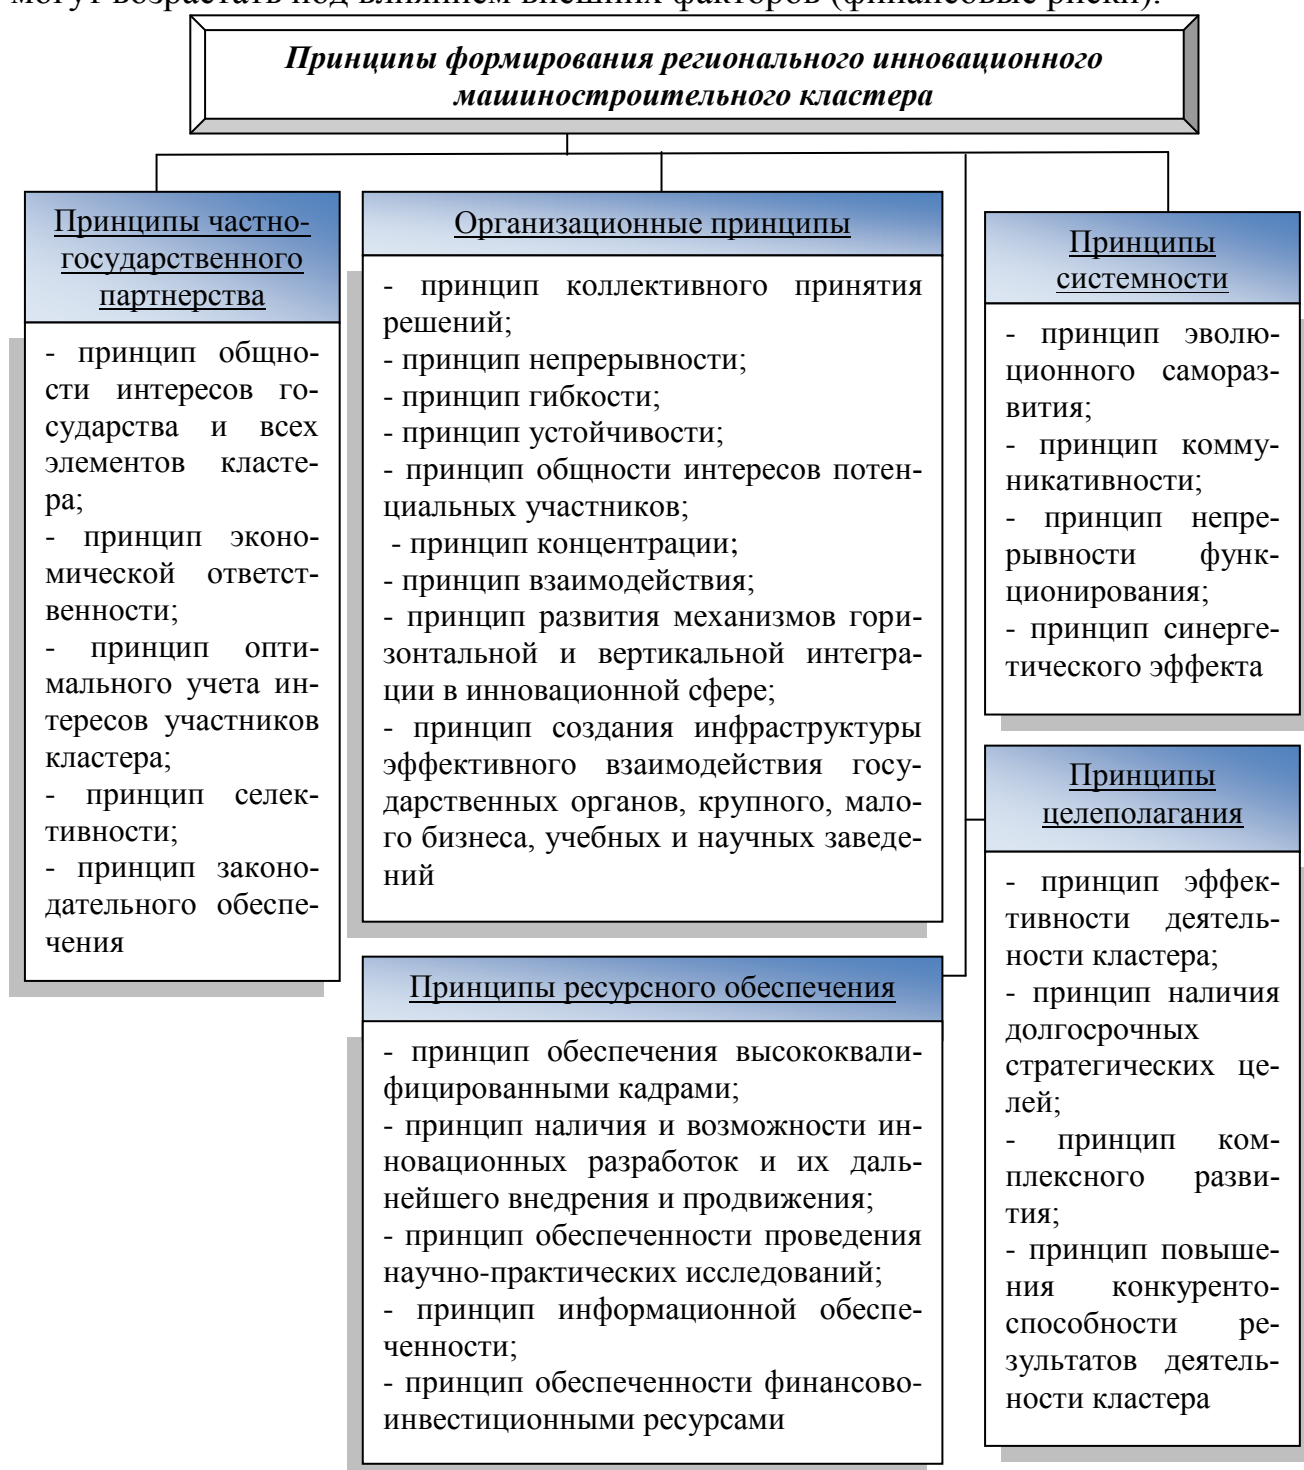 могут возрастать под влиянием внешних факторов (финансовые риски).
Принципы формирования регионального инновационного
машиностроительного кластера
Принципы частно-
государственного
партнерства
- принцип общно-
сти интересов го-
сударства и всех
элементов класте-
ра;
- принцип эконо-
мической ответст-
венности;
- принцип опти-
мального учета ин-
тересов участников
кластера;
- принцип селек-
тивности;
- принцип законо-
дательного обеспе-
чения
Организационные принципы
- принцип коллективного принятия
решений;
- принцип непрерывности;
- принцип гибкости;
- принцип устойчивости;
- принцип общности интересов потен-
циальных участников;
- принцип концентрации;
- принцип взаимодействия;
- принцип развития механизмов гори-
зонтальной и вертикальной интегра-
ции в инновационной сфере;
- принцип создания инфраструктуры
эффективного взаимодействия госу-
дарственных органов, крупного, мало-
го бизнеса, учебных и научных заведе-
ний
Принципы
системности
- принцип эволю-
ционного самораз-
вития;
- принцип комму-
никативности;
- принцип непре-
рывности функ-
ционирования;
- принцип синерге-
тического эффекта
Принципы
целеполагания
- принцип эффек-
тивности деятель-
ности кластера;
- принцип наличия
долгосрочных
стратегических це-
лей;
- принцип ком-
плексного разви-
тия;
- принцип повыше-
ния конкуренто-
способности ре-
зультатов деятель-
ности кластера
Принципы ресурсного обеспечения
- принцип обеспечения высококвали-
фицированными кадрами;
- принцип наличия и возможности ин-
новационных разработок и их даль-
нейшего внедрения и продвижения;
- принцип обеспеченности проведения
научно-практических исследований;
- принцип информационной обеспе-
ченности;
- принцип обеспеченности финансово-
инвестиционными ресурсами